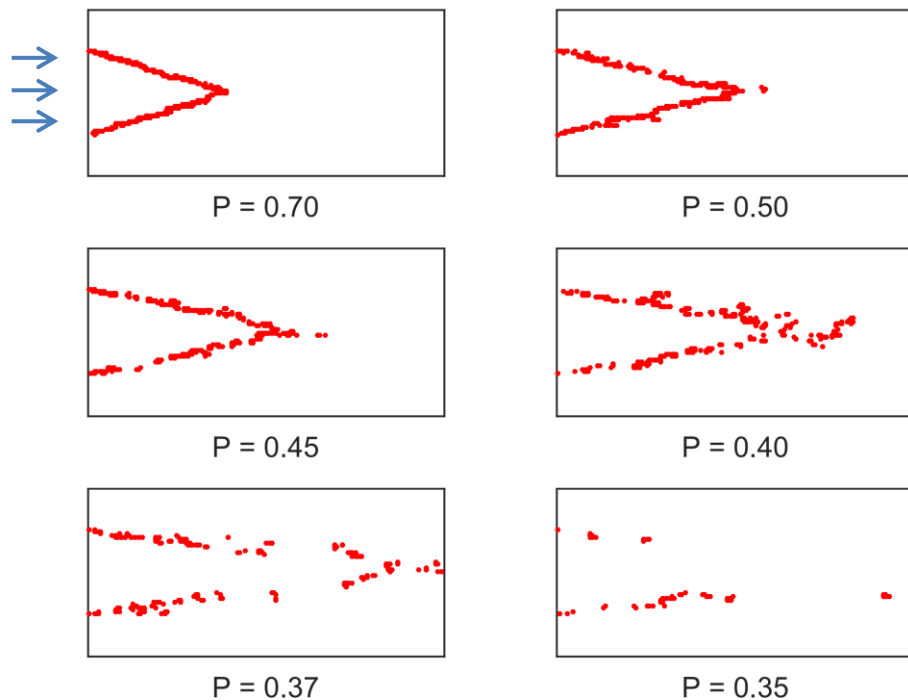 P = 0.70
P = 0.50
P = 0.45
P = 0.40
P = 0.37
P = 0.35